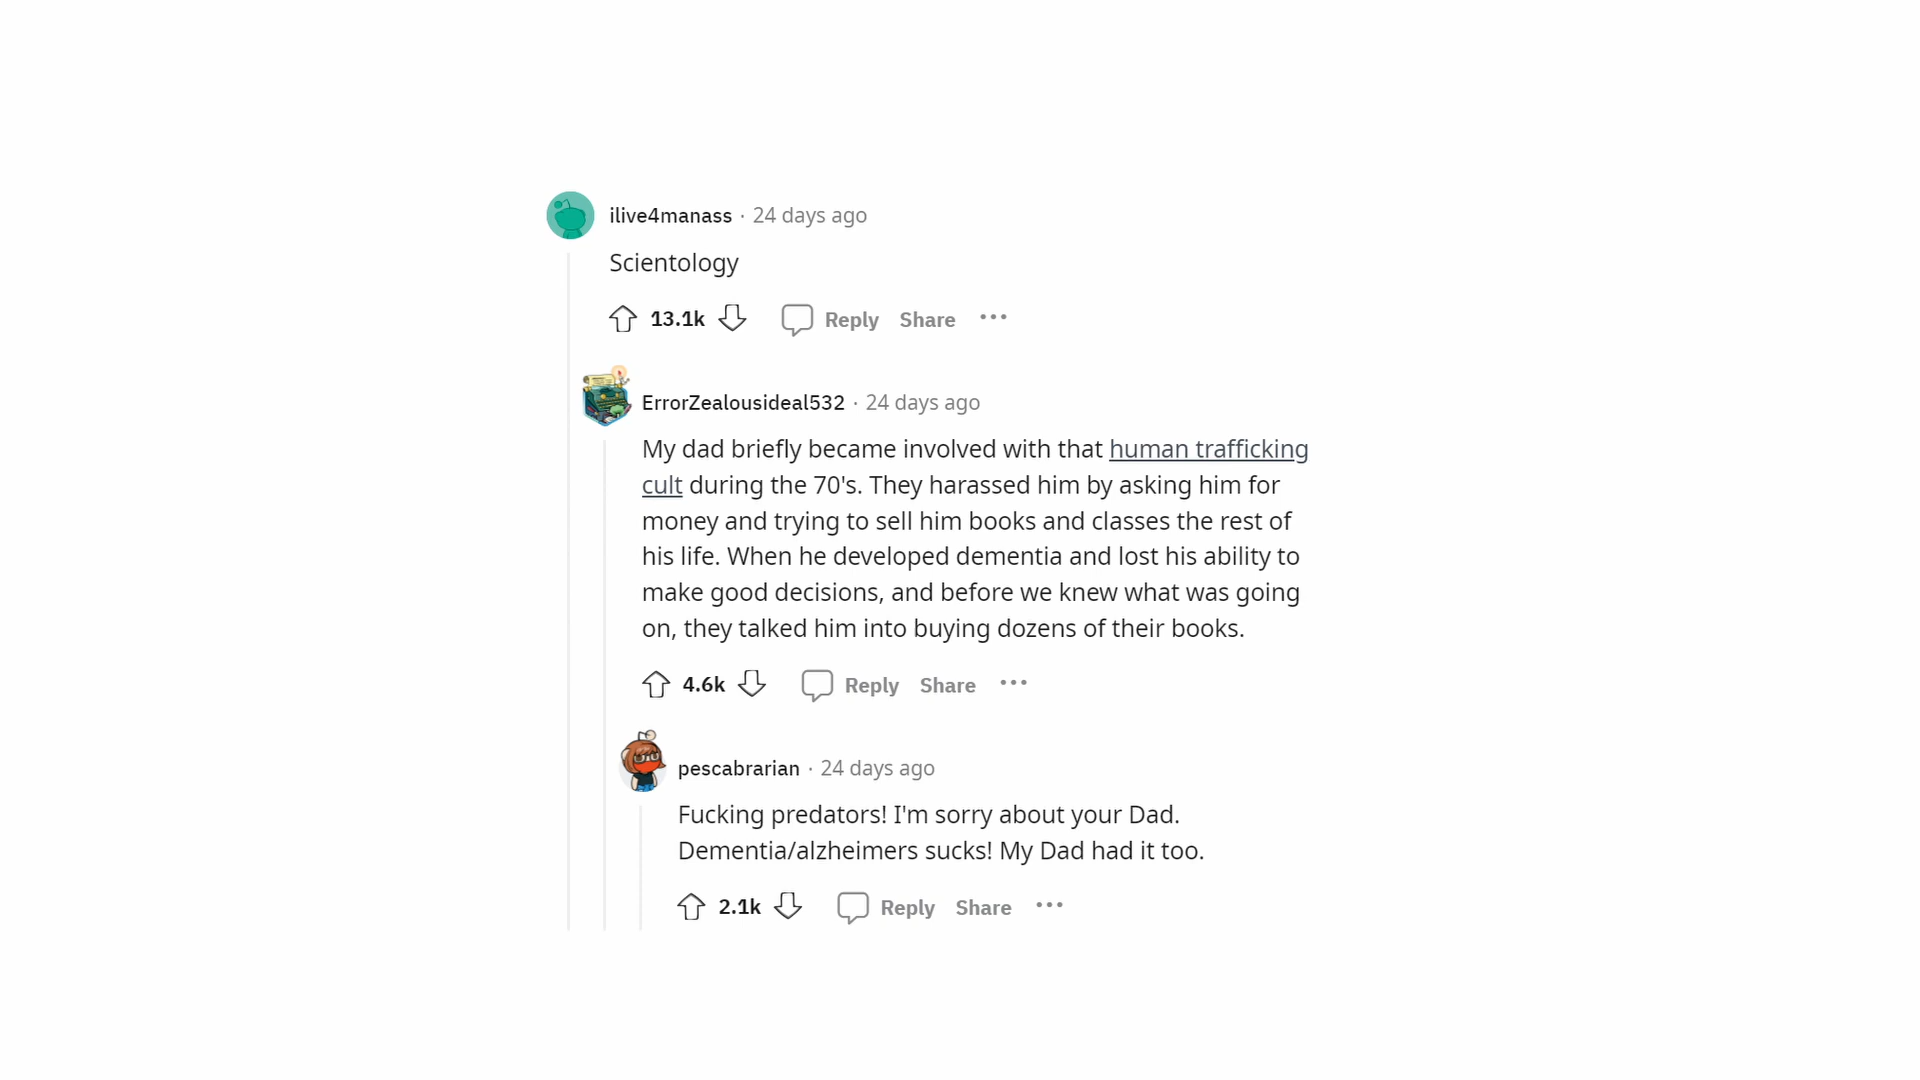 ilive4manass · 24 days ago
Scientology
13.1k Reply Share ···
ErrorZealousideal532 · 24 days ago
My dad briefly became involved with that human trafficking
cult during the 70's. They harassed him by asking him for
money and trying to sell him books and classes the rest of
his life. When he developed dementia and lost his ability to
make good decisions, and before we knew what was going
on, they talked him into buying dozens of their books.
4.6k Reply Share ···
pescabrarian · 24 days ago
Fucking predators! I'm sorry about your Dad.
Dementia/alzheimers sucks! My Dad had it too.
2.1k Reply Share ···